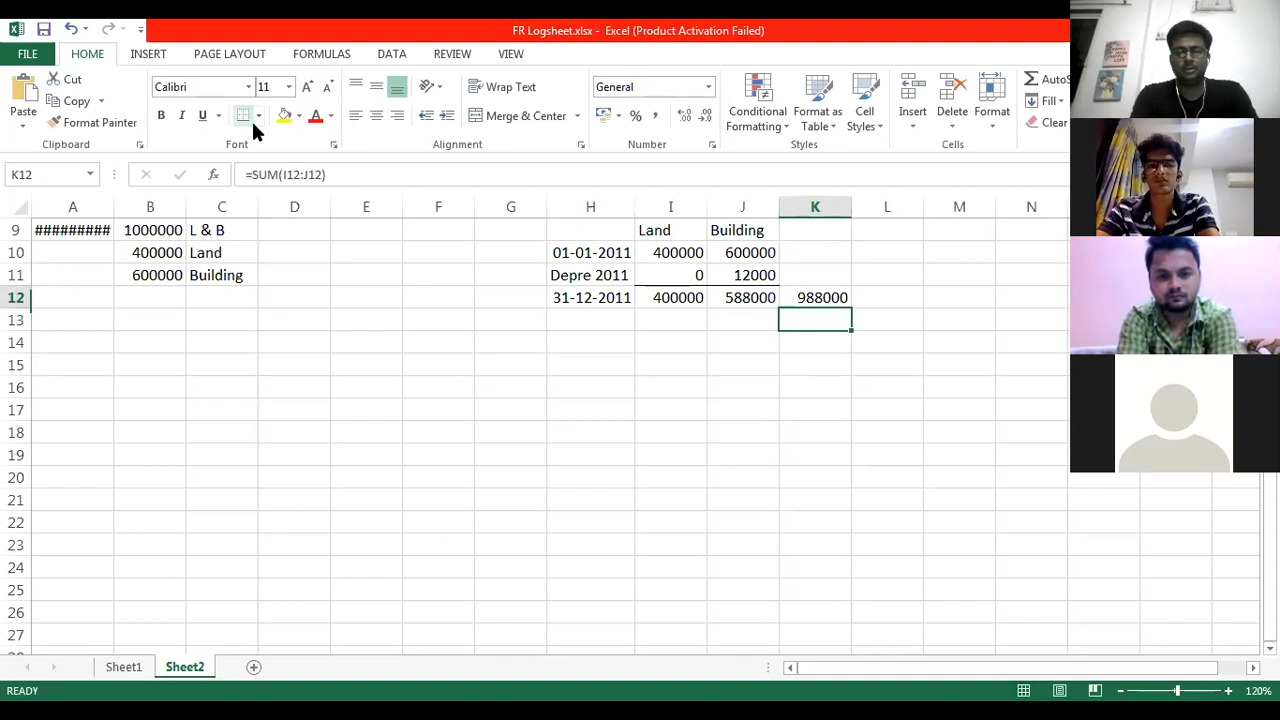 FR Logsheet.xlsx - Excel (Product Activation Failed)
FILE HOME INSERT PAGE LAYOUT FORMULAS DATA REVIEW VIEW
Paste
Cut
Copy
Format Painter
Clipboard
Calibri 11
B I U
Font
Wrap Text
Merge & Center
Alignment
General
%
Number
Conditional Formatting
Format as Table
Cell Styles
Styles
Insert
Delete
Format
Cells
AutoS
Fill
Clear
K12 fx =SUM(I12:J12)
A B C D E F G H I J K L M N
9 ######### 1000000 L & B Land Building
10 400000 Land 01-01-2011 400000 600000
11 600000 Building Depre 2011 0 12000
12 31-12-2011 400000 588000 988000
13
14
15
16
17
18
19
20
21
22
23
24
25
26
27
Sheet1 Sheet2
READY 120%